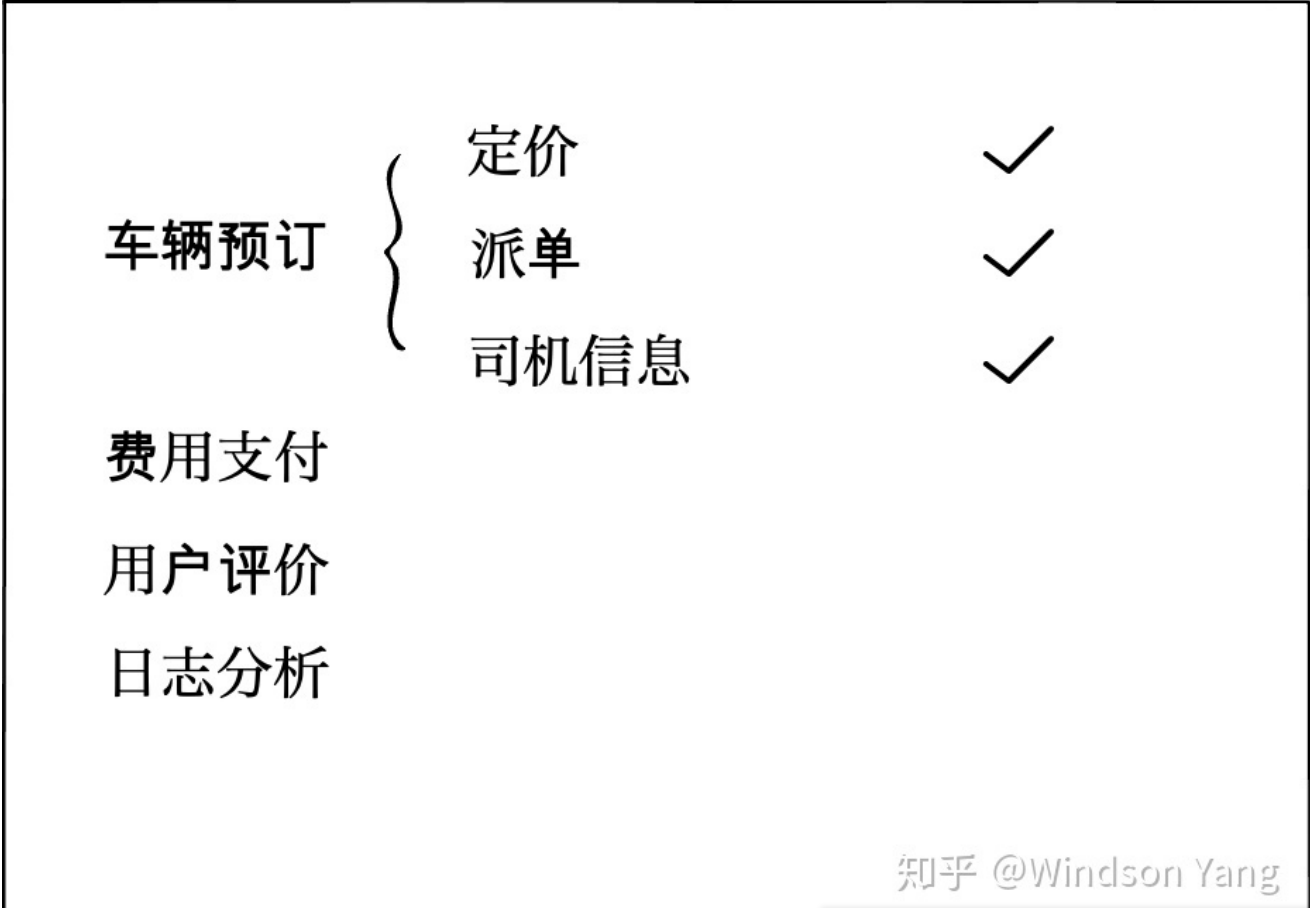 定价
车辆预订
派单
司机信息
费用支付
用户评价
日志分析
知乎 @Windson Yang